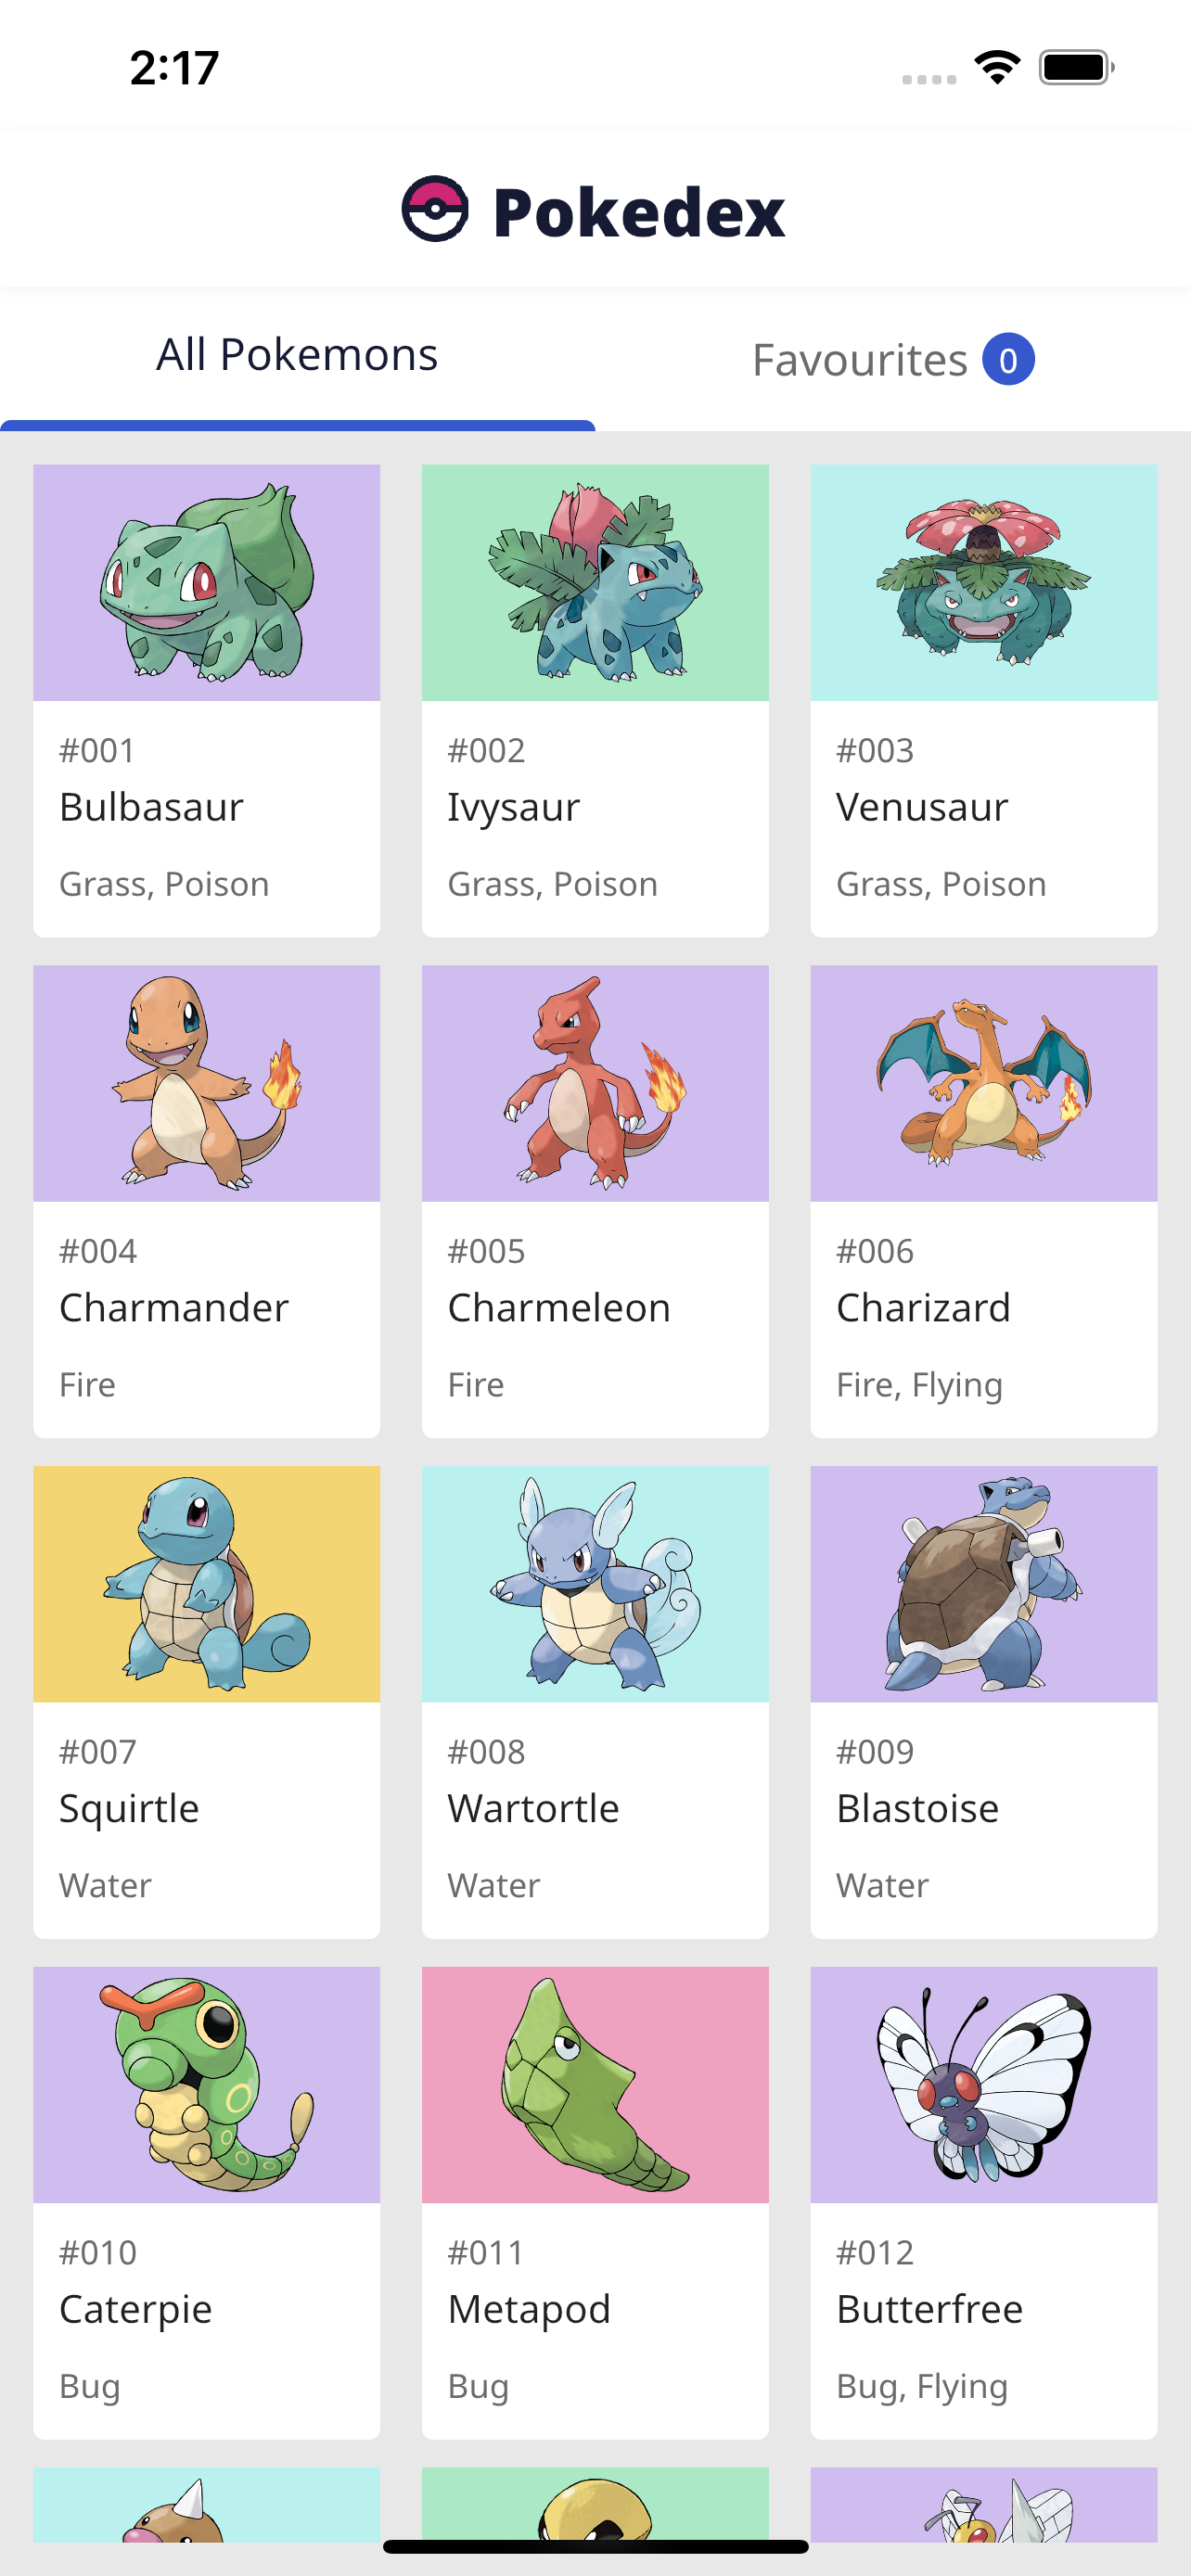 2:17
Pokedex
All Pokemons
Favourites 0
#001
Bulbasaur
Grass, Poison
#002
Ivysaur
Grass, Poison
#003
Venusaur
Grass, Poison
#004
Charmander
Fire
#005
Charmeleon
Fire
#006
Charizard
Fire, Flying
#007
Squirtle
Water
#008
Wartortle
Water
#009
Blastoise
Water
#010
Caterpie
Bug
#011
Metapod
Bug
#012
Butterfree
Bug, Flying